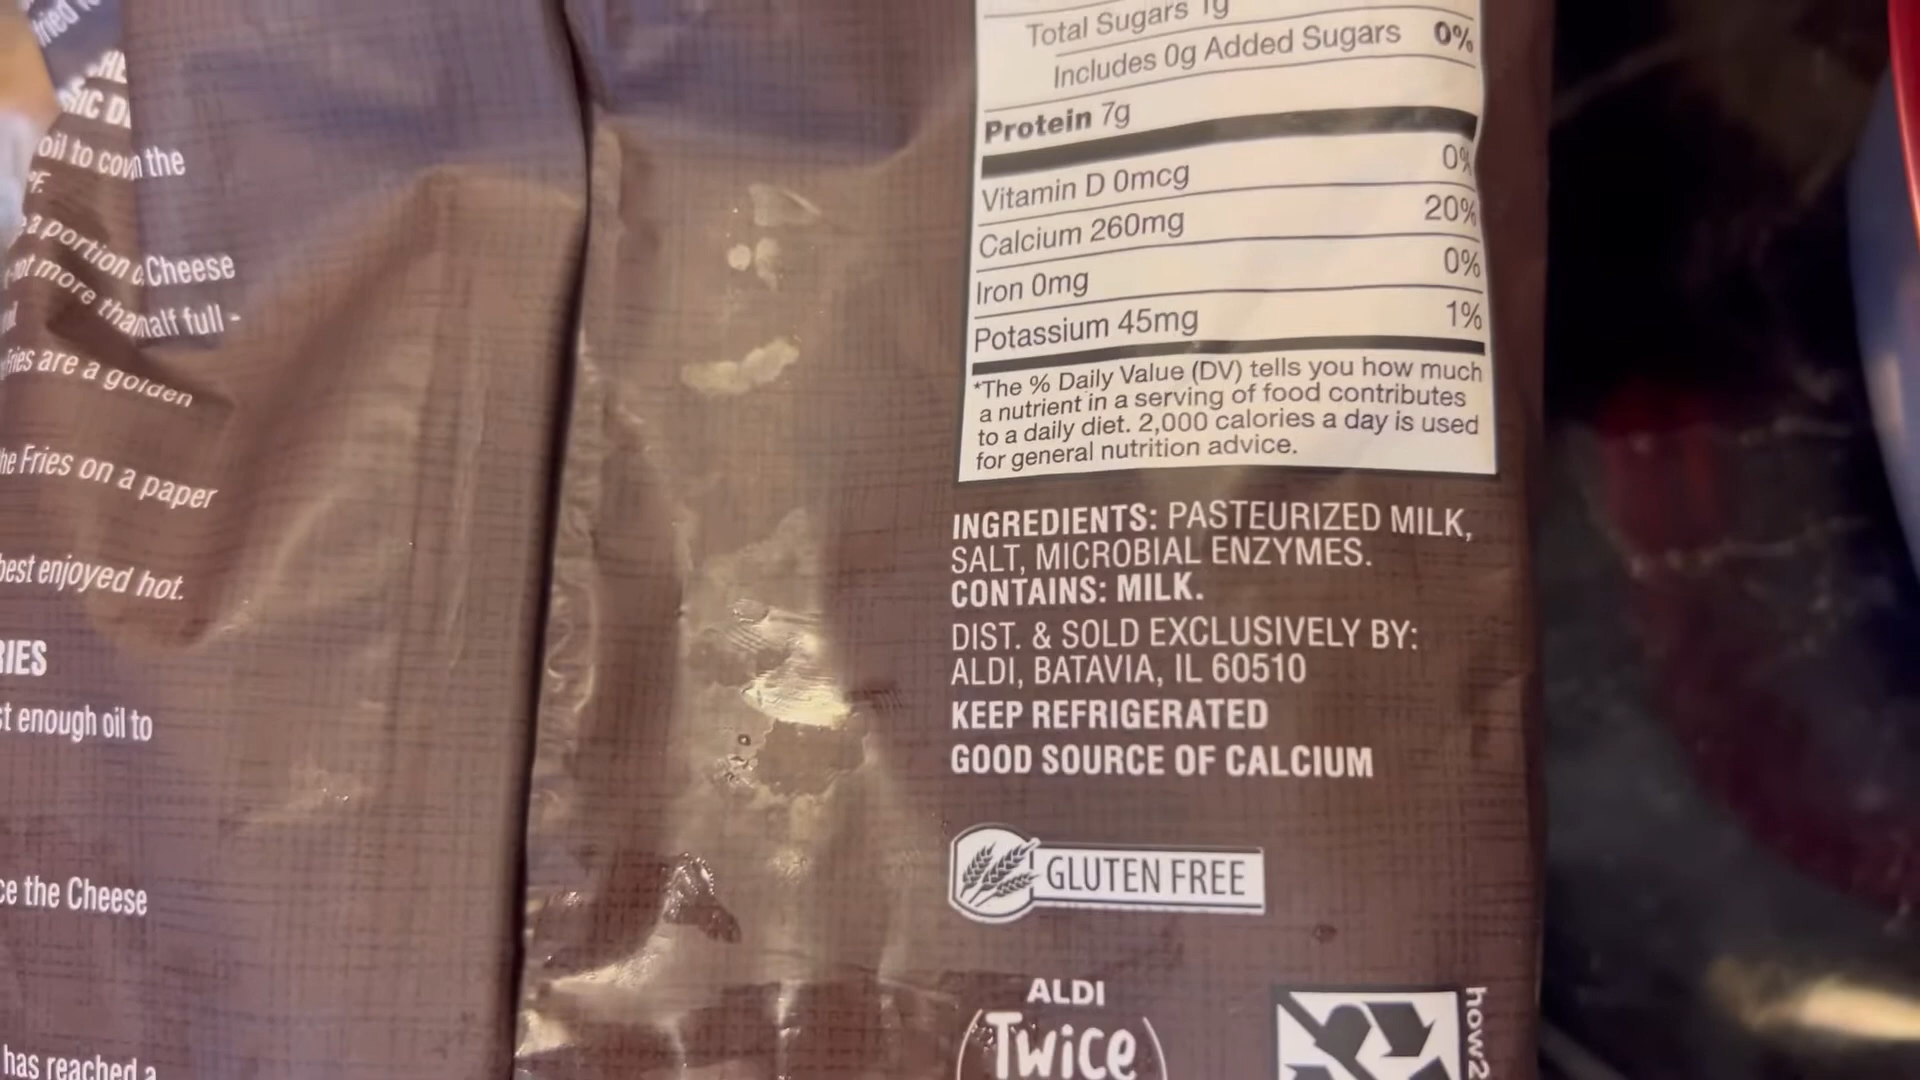 oil to cov the
°F.
a portion Cheese
not more than half full -
Fries are a golden
he Fries on a paper
best enjoyed hot.
RIES
st enough oil to
ce the Cheese
has reached a
Total Sugars 1g
Includes 0g Added Sugars 0%
Protein 7g
Vitamin D 0mcg 0%
Calcium 260mg 20%
Iron 0mg 0%
Potassium 45mg 1%
*The % Daily Value (DV) tells you how much
a nutrient in a serving of food contributes
to a daily diet. 2,000 calories a day is used
for general nutrition advice.
INGREDIENTS: PASTEURIZED MILK,
SALT, MICROBIAL ENZYMES.
CONTAINS: MILK.
DIST. & SOLD EXCLUSIVELY BY:
ALDI, BATAVIA, IL 60510
KEEP REFRIGERATED
GOOD SOURCE OF CALCIUM
GLUTEN FREE
ALDI
Twice
how2